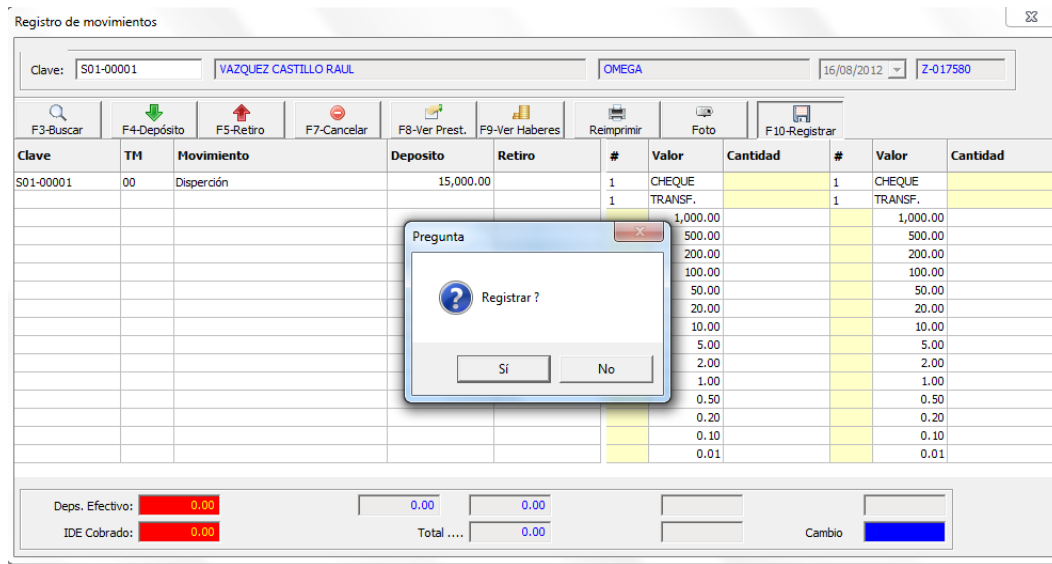 Registro de movimientos
Clave: S01-00001 VAZQUEZ CASTILLO RAUL OMEGA 16/08/2012 Z-017580
F3-Buscar F4-Depósito F5-Retiro F7-Cancelar F8-Ver Prest. F9-Ver Haberes Reimprimir Foto F10-Registrar
Clave TM Movimiento Deposito Retiro # Valor Cantidad # Valor Cantidad
S01-00001 00 Disperción 15,000.00 1 CHEQUE 1 CHEQUE
1 TRANSF. 1 TRANSF.
1,000.00 1,000.00
Pregunta 500.00 500.00
200.00 200.00
100.00 100.00
Registrar ? 50.00 50.00
20.00 20.00
10.00 10.00
5.00 5.00
Sí No 2.00 2.00
1.00 1.00
0.50 0.50
0.20 0.20
0.10 0.10
0.01 0.01
Deps. Efectivo: 0.00 0.00 0.00
IDE Cobrado: 0.00 Total .... 0.00 Cambio